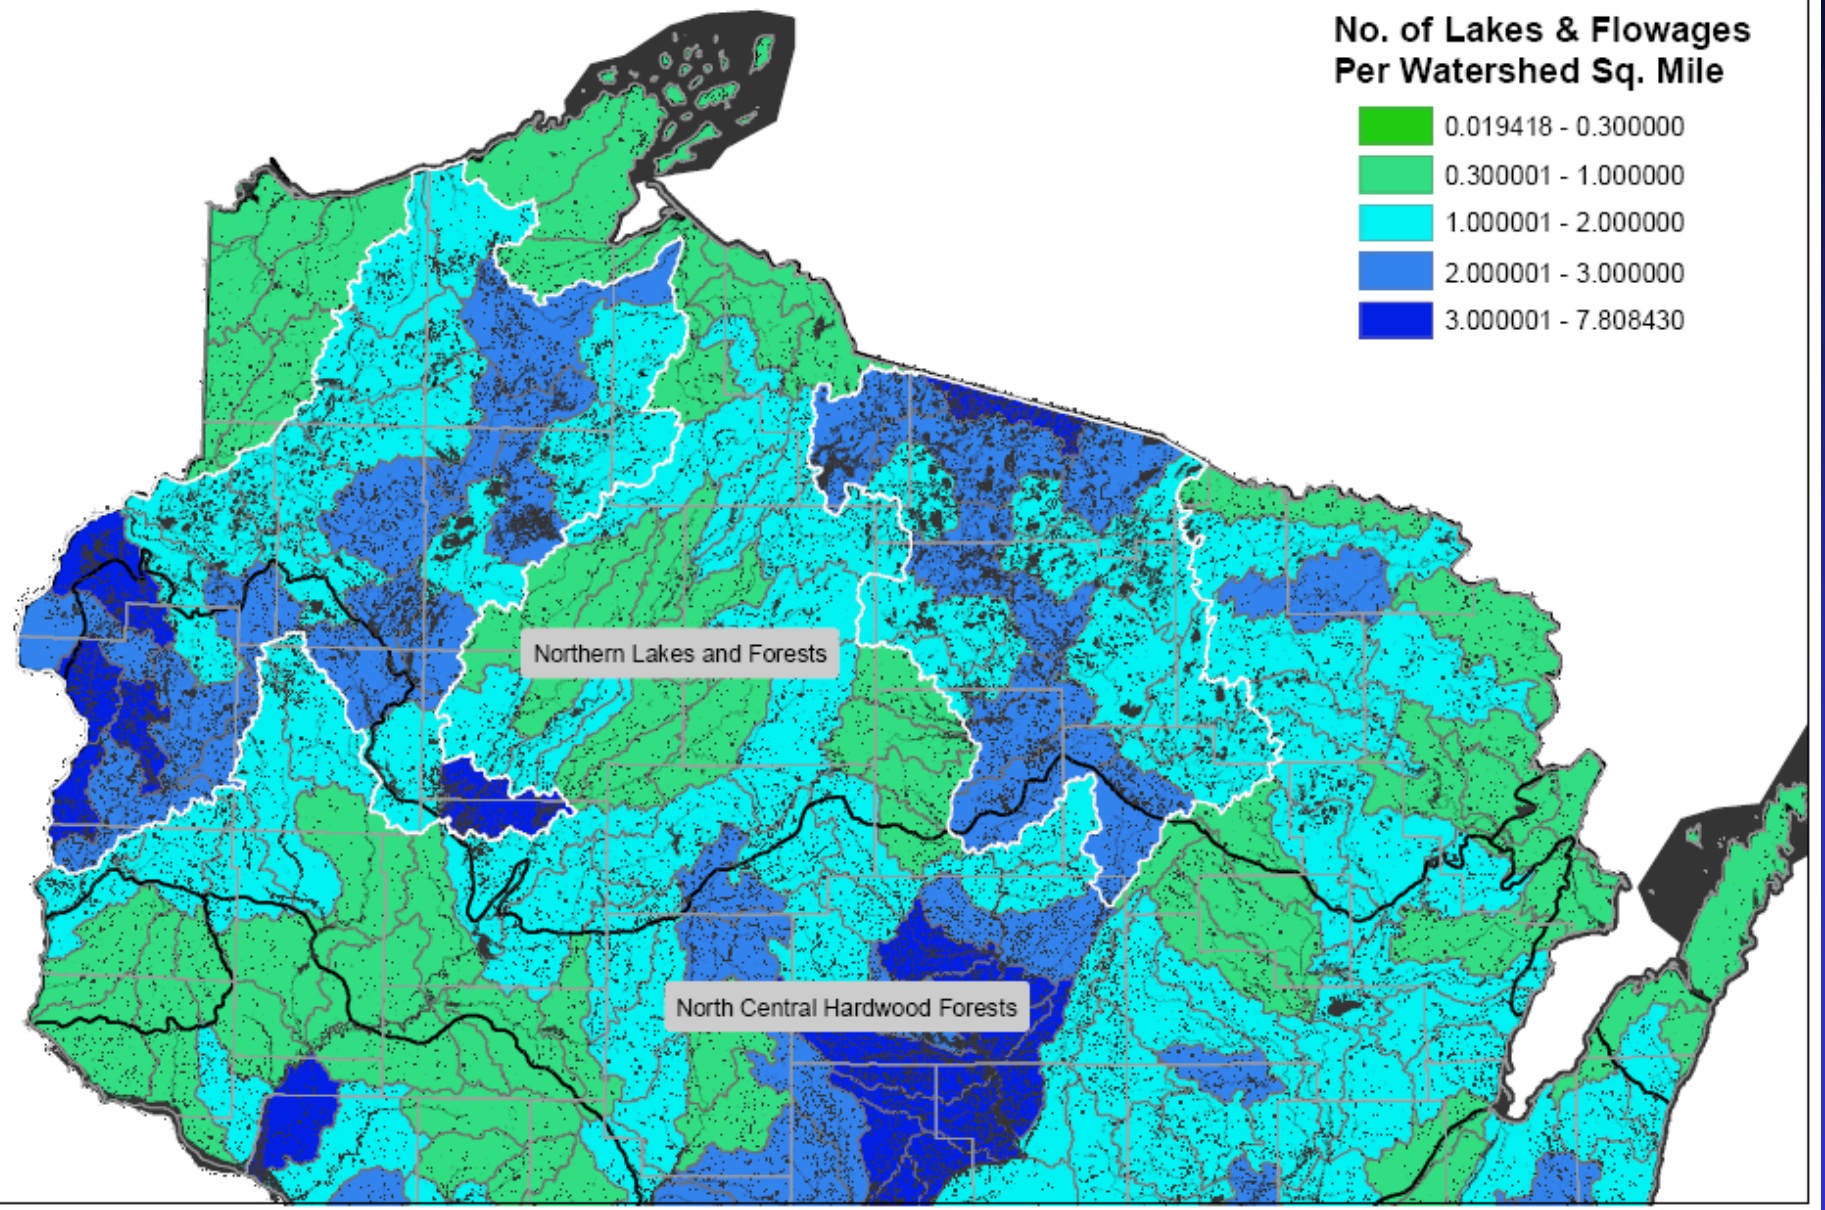 No. of Lakes & Flowages
Per Watershed Sq. Mile
0.019418 - 0.300000
0.300001 - 1.000000
1.000001 - 2.000000
2.000001 - 3.000000
3.000001 - 7.808430
Northern Lakes and Forests
North Central Hardwood Forests